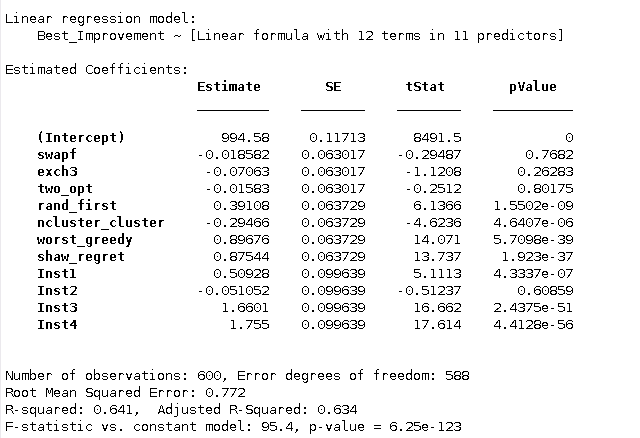 Linear regression model:
Best_Improvement ~ [Linear formula with 12 terms in 11 predictors]
Estimated Coefficients:
Estimate SE tStat pValue
(Intercept) 994.58 0.11713 8491.5 0
swapf -0.018582 0.063017 -0.29487 0.7682
exch3 -0.07063 0.063017 -1.1208 0.26283
two_opt -0.01583 0.063017 -0.2512 0.80175
rand_first 0.39108 0.063729 6.1366 1.5502e-09
ncluster_cluster -0.29466 0.063729 -4.6236 4.6407e-06
worst_greedy 0.89676 0.063729 14.071 5.7098e-39
shaw_regret 0.87544 0.063729 13.737 1.923e-37
Inst1 0.50928 0.099639 5.1113 4.3337e-07
Inst2 -0.051052 0.099639 -0.51237 0.60859
Inst3 1.6601 0.099639 16.662 2.4375e-51
Inst4 1.755 0.099639 17.614 4.4128e-56
Number of observations: 600, Error degrees of freedom: 588
Root Mean Squared Error: 0.772
R-squared: 0.641, Adjusted R-Squared: 0.634
F-statistic vs. constant model: 95.4, p-value = 6.25e-123